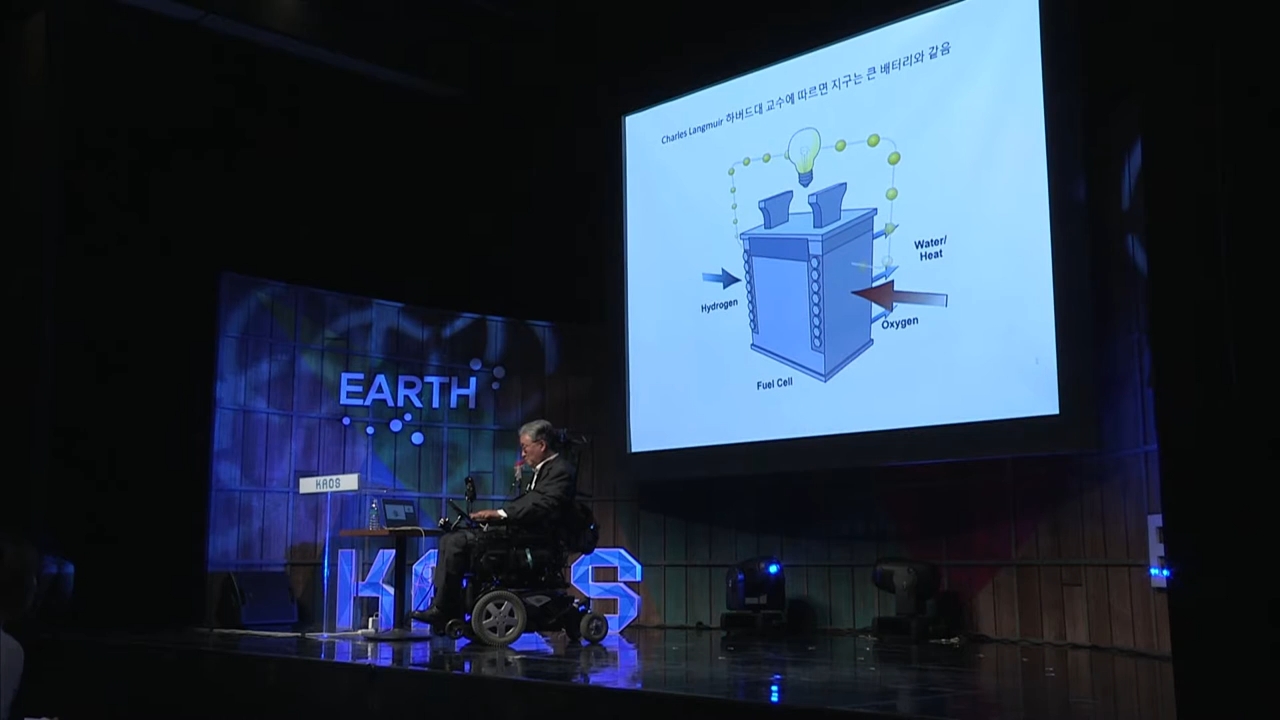 Charles Langmuir 하버드대 교수에 따르면 지구는 큰 배터리와 같음
Water/
Heat
Hydrogen
Oxygen
Fuel Cell
EARTH
KAOS